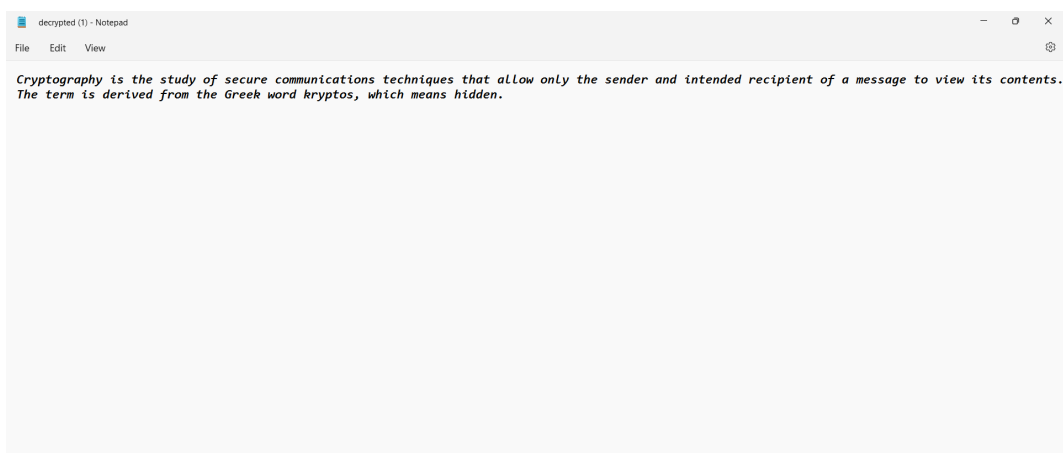 decrypted (1) - Notepad
File Edit View
Cryptography is the study of secure communications techniques that allow only the sender and intended recipient of a message to view its contents.
The term is derived from the Greek word kryptos, which means hidden.